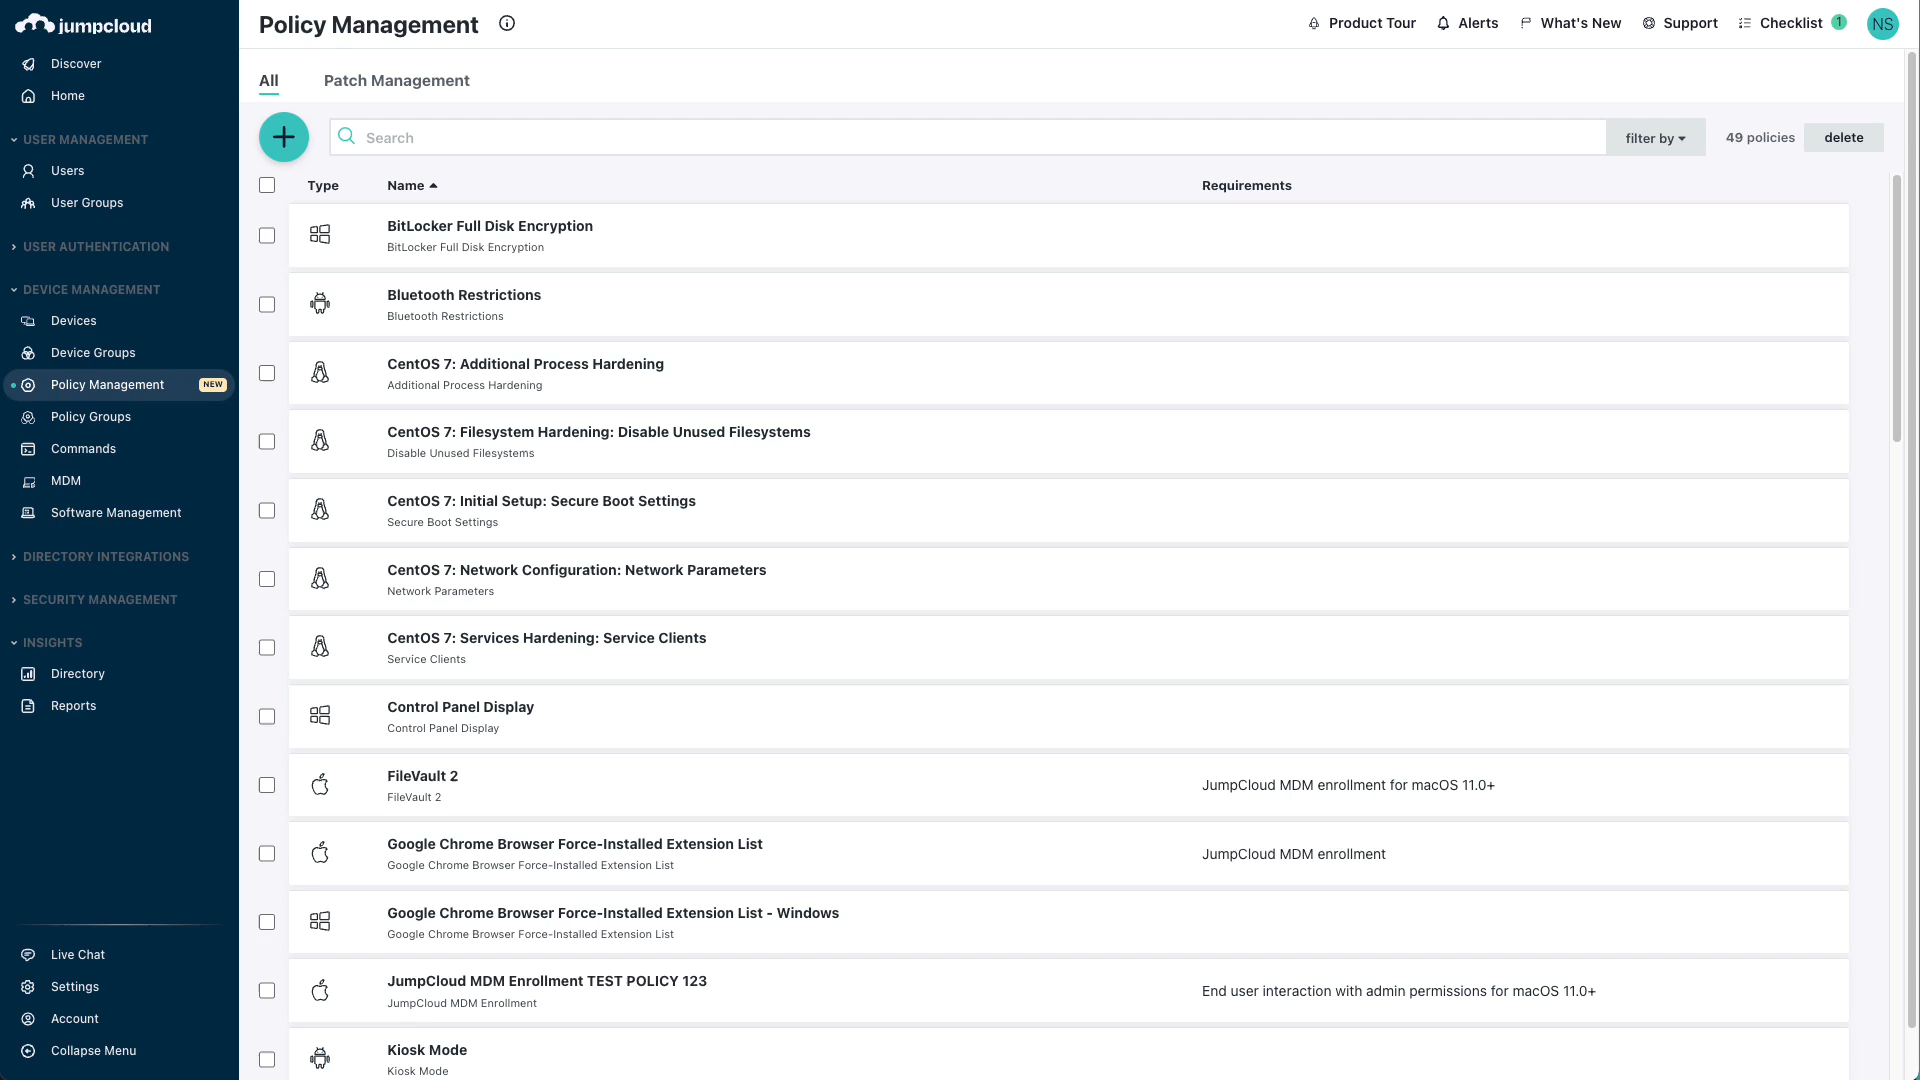 jumpcloud
Discover
Home
USER MANAGEMENT
Users
User Groups
USER AUTHENTICATION
DEVICE MANAGEMENT
Devices
Device Groups
Policy Management NEW
Policy Groups
Commands
MDM
Software Management
DIRECTORY INTEGRATIONS
SECURITY MANAGEMENT
INSIGHTS
Directory
Reports
Live Chat
Settings
Account
Collapse Menu
Policy Management
Product Tour Alerts What's New Support Checklist 1 NS
All Patch Management
Search filter by 49 policies delete
Type Name Requirements
BitLocker Full Disk Encryption
BitLocker Full Disk Encryption
Bluetooth Restrictions
Bluetooth Restrictions
CentOS 7: Additional Process Hardening
Additional Process Hardening
CentOS 7: Filesystem Hardening: Disable Unused Filesystems
Disable Unused Filesystems
CentOS 7: Initial Setup: Secure Boot Settings
Secure Boot Settings
CentOS 7: Network Configuration: Network Parameters
Network Parameters
CentOS 7: Services Hardening: Service Clients
Service Clients
Control Panel Display
Control Panel Display
FileVault 2
FileVault 2
JumpCloud MDM enrollment for macOS 11.0+
Google Chrome Browser Force-Installed Extension List
Google Chrome Browser Force-Installed Extension List
JumpCloud MDM enrollment
Google Chrome Browser Force-Installed Extension List - Windows
Google Chrome Browser Force-Installed Extension List
JumpCloud MDM Enrollment TEST POLICY 123
JumpCloud MDM Enrollment
End user interaction with admin permissions for macOS 11.0+
Kiosk Mode
Kiosk Mode